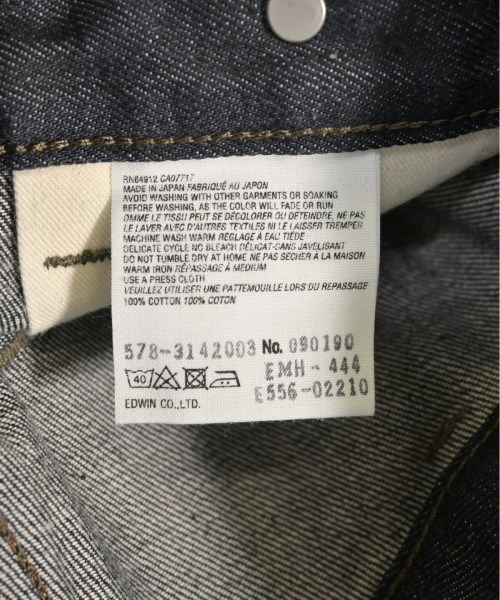 RN64912 CA07717
MADE IN JAPAN FABRIQUÉ AU JAPON
AVOID WASHING WITH OTHER GARMENTS OR SOAKING
BEFORE WASHING, AS THE COLOR WILL FADE OR RUN
OMME LE TISSU PEUT SE DÉCOLORER OU DÉTEINDRE, NE PAS
LE LAVER AVEC D'AUTRES TEXTILES NI LE LAISSER TREMPER
MACHINE WASH WARM RÉGLAGE À EAU TIÈDE
DELICATE CYCLE NO BLEACH DÉLICAT-SANS JAVELISANT
DO NOT TUMBLE DRY AT HOME NE PAS SÉCHER À LA MAISON
WARM IRON RÉPASSAGE À MEDIUM
USE A PRESS CLOTH
VEUILLEZ UTILISER UNE PATTEMOUILLE LORS DU REPASSAGE
100% COTTON 100% COTON
578-3142003 No. 090190
40 EMH-444
E556-02210
EDWIN CO.,LTD.